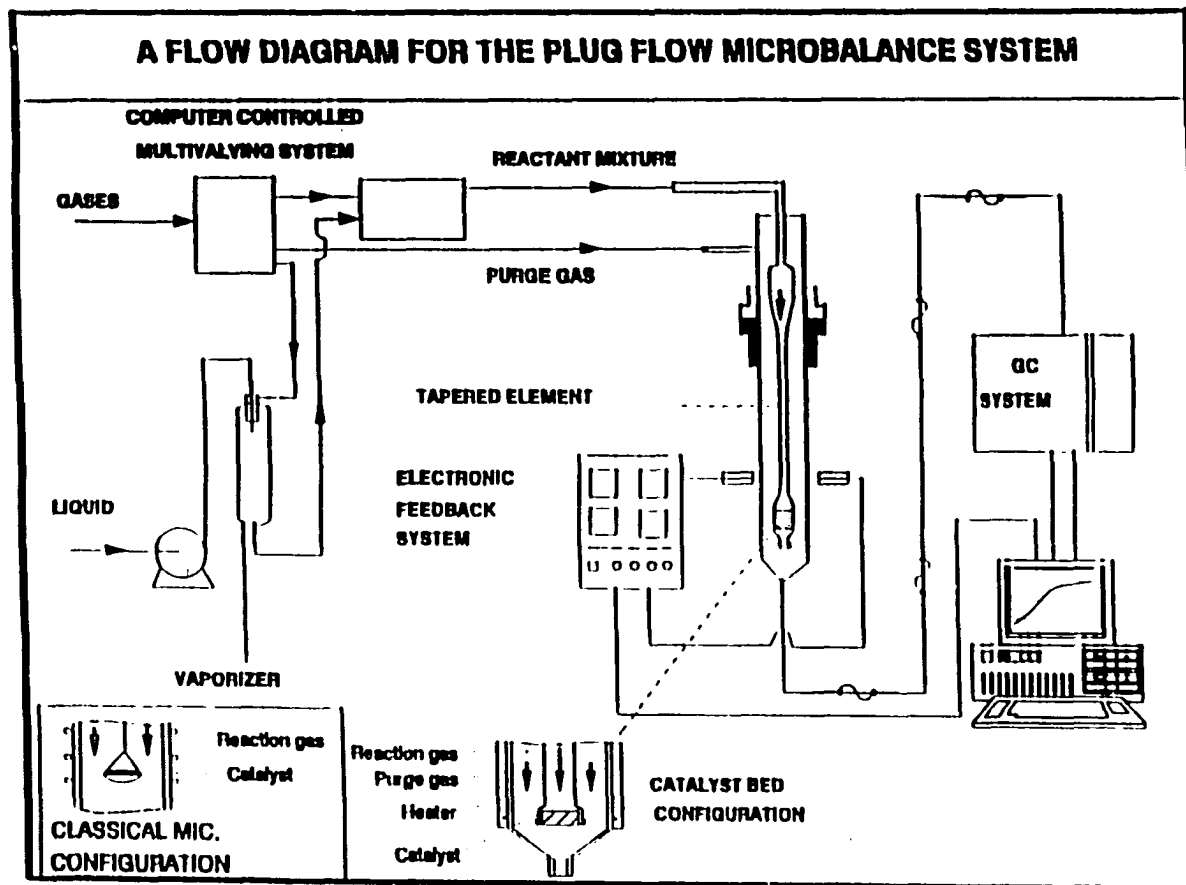 A FLOW DIAGRAM FOR THE PLUG FLOW MICROBALANCE SYSTEM
COMPUTER CONTROLLED
MULTIVALYING SYSTEM
REACTANT MIXTURE
GASES
PURGE GAS
GC
SYSTEM
TAPERED ELEMENT
ELECTRONIC
FEEDBACK
SYSTEM
LIQUID
VAPORIZER
Reaction gas
Catalyst
CLASSICAL MIC.
CONFIGURATION
Reaction gas
Purge gas
Heater
Catalyst
CATALYST BED
CONFIGURATION